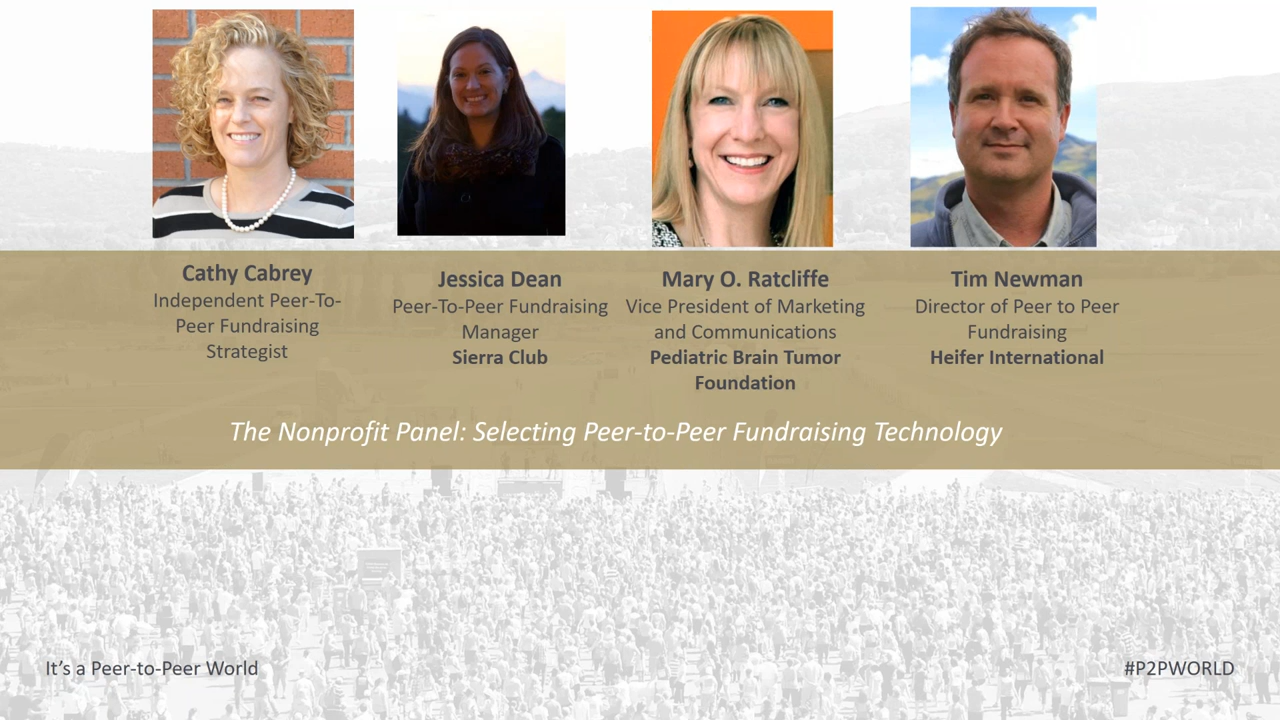 Cathy Cabrey
Independent Peer-To-
Peer Fundraising
Strategist
Jessica Dean
Peer-To-Peer Fundraising
Manager
Sierra Club
Mary O. Ratcliffe
Vice President of Marketing
and Communications
Pediatric Brain Tumor
Foundation
Tim Newman
Director of Peer to Peer
Fundraising
Heifer International
The Nonprofit Panel: Selecting Peer-to-Peer Fundraising Technology
It's a Peer-to-Peer World
#P2PWORLD